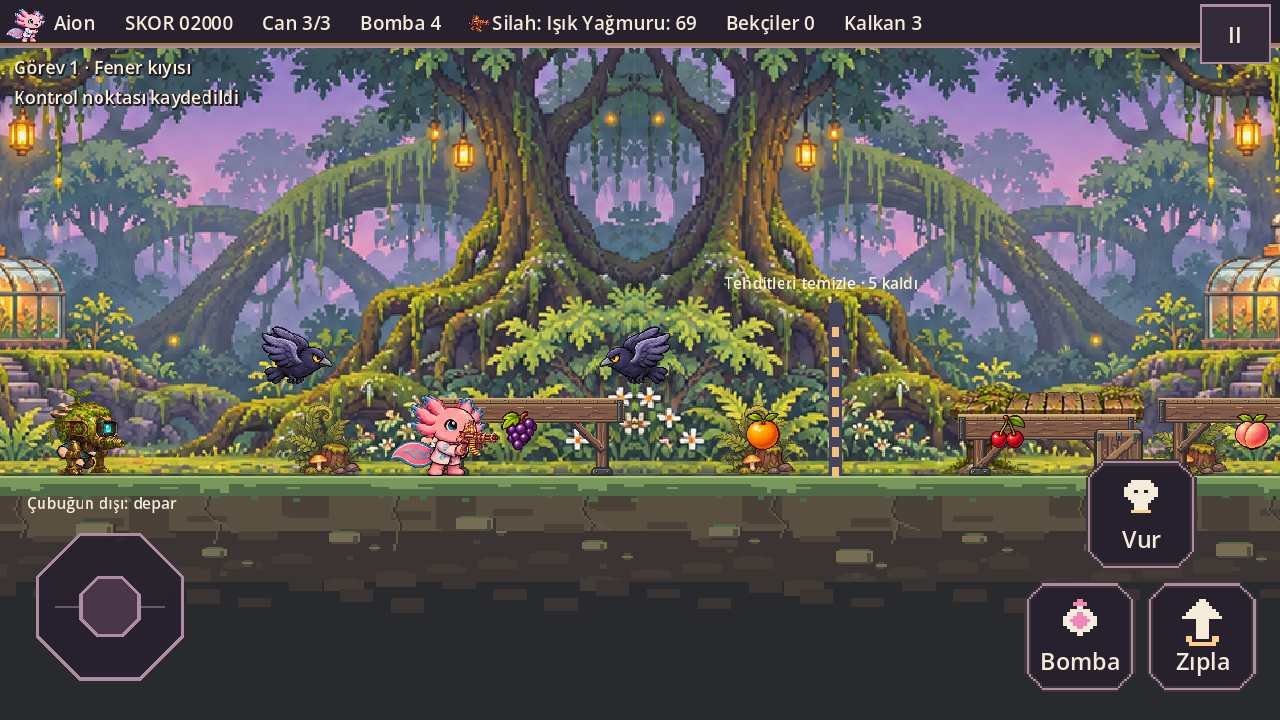 Aion SKOR 02000 Can 3/3 Bomba 4 Silah: Işık Yağmuru: 69 Bekçiler 0 Kalkan 3
Görev 1 · Fener kıyısı
Kontrol noktası kaydedildi
Tehditleri temizle · 5 kaldı
Çubuğun dışı: depar
Vur
Bomba
Zıpla